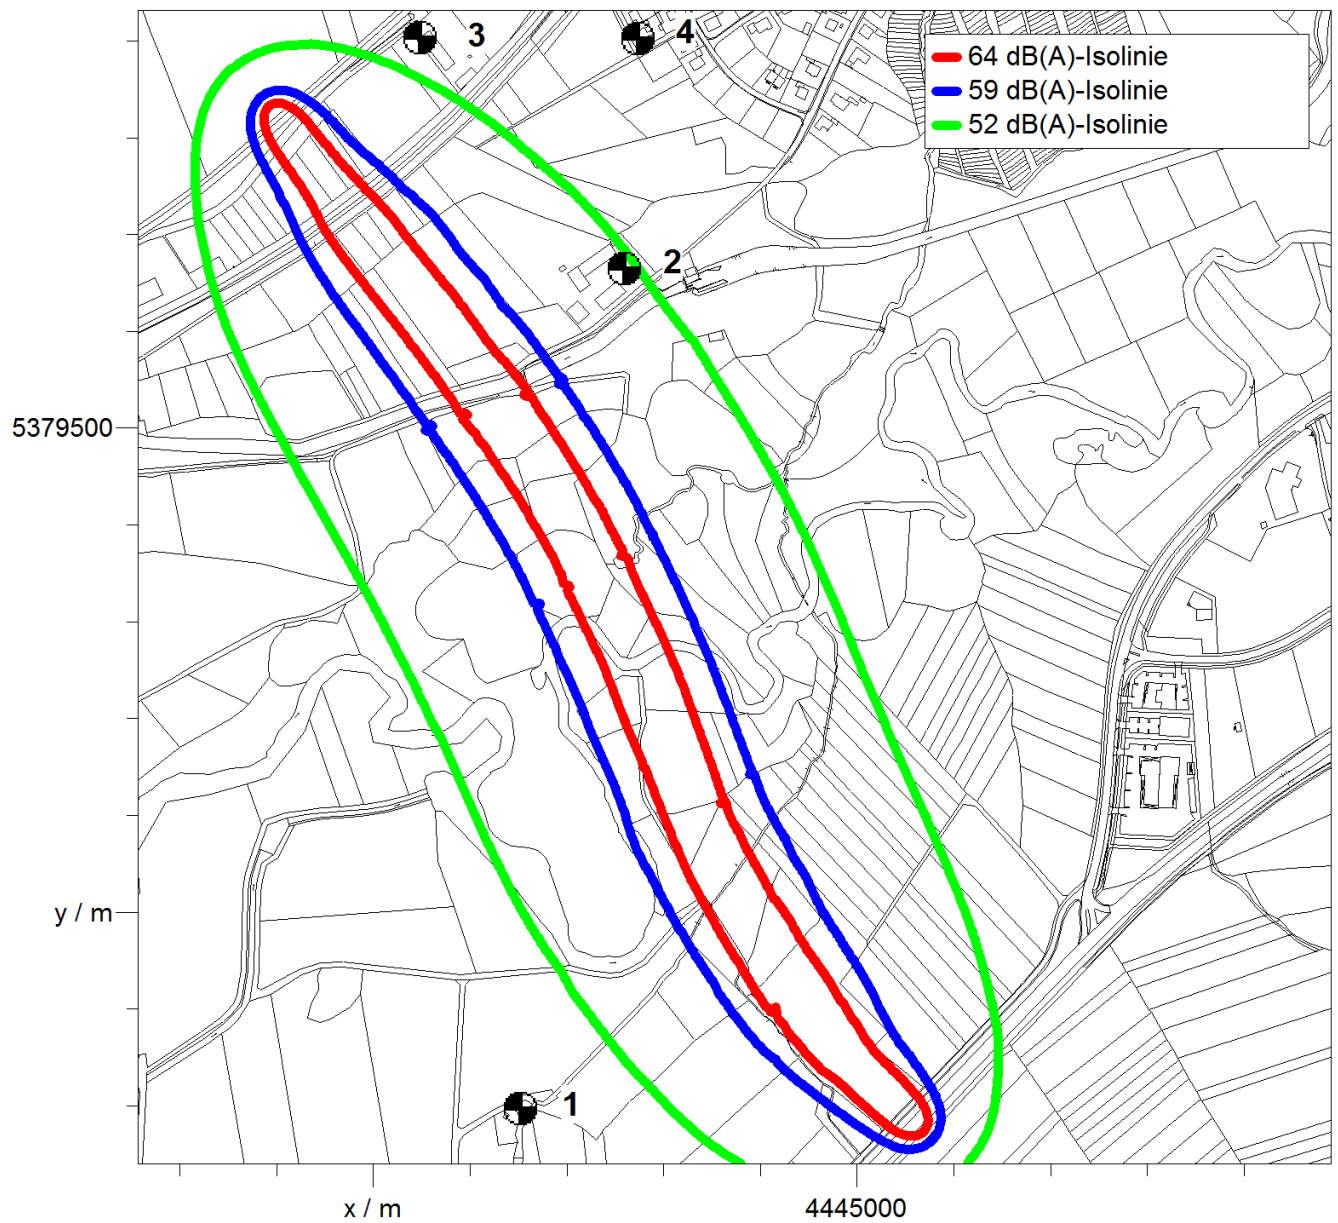 3
4
64 dB(A)-Isolinie
59 dB(A)-Isolinie
52 dB(A)-Isolinie
2
5379500
y / m
1
x / m
4445000